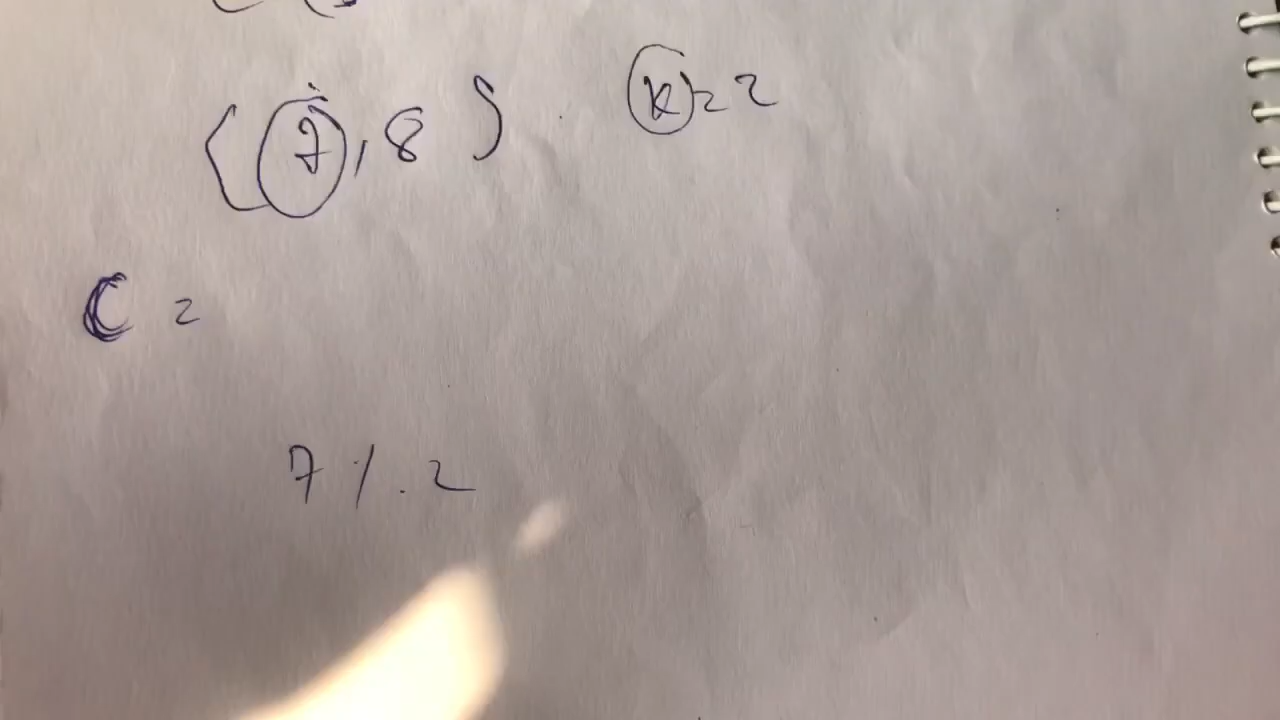 { 7, 8 } k = 2
C =
7 % 2